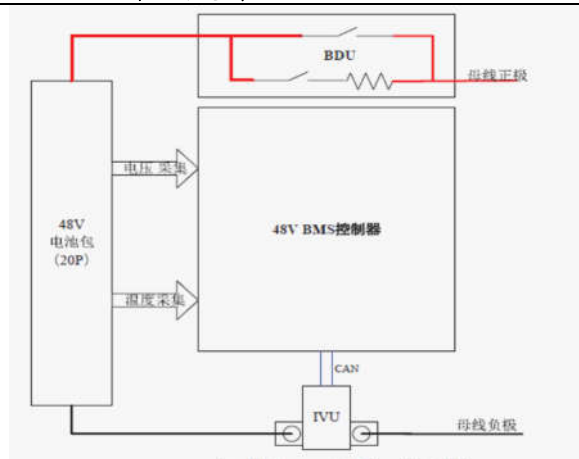 BDU
母线正极
电压 采集
48V
电池包
(20P)
48V BMS控制器
温度采集
CAN
IVU
母线负极